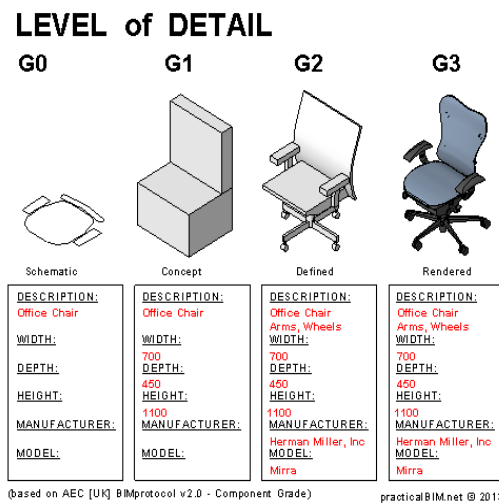 LEVEL of DETAIL
G0 G1 G2 G3
Schematic Concept Defined Rendered
DESCRIPTION:
Office Chair
WIDTH:
DEPTH:
HEIGHT:
MANUFACTURER:
MODEL:
DESCRIPTION:
Office Chair
WIDTH:
700
DEPTH:
450
HEIGHT:
1100
MANUFACTURER:
MODEL:
DESCRIPTION:
Office Chair
Arms, Wheels
WIDTH:
700
DEPTH:
450
HEIGHT:
1100
MANUFACTURER:
Herman Miller, Inc
MODEL:
Mirra
DESCRIPTION:
Office Chair
Arms, Wheels
WIDTH:
700
DEPTH:
450
HEIGHT:
1100
MANUFACTURER:
Herman Miller, Inc
MODEL:
Mirra
(based on AEC [UK] BIMprotocol v2.0 - Component Grade) practicalBIM.net © 2013